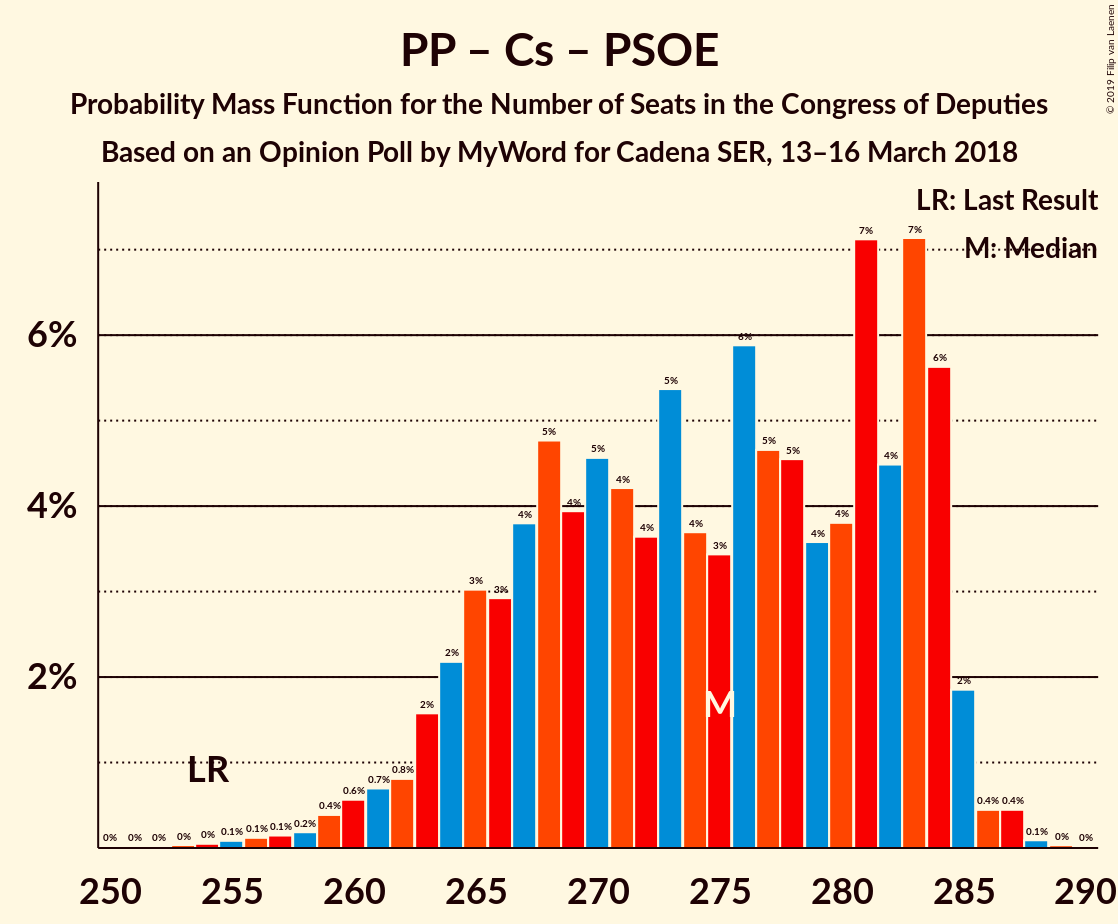 PP – Cs – PSOE
Probability Mass Function for the Number of Seats in the Congress of Deputies
Based on an Opinion Poll by MyWord for Cadena SER, 13–16 March 2018
© 2019 Filip van Laenen
LR: Last Result
M: Median
6%
4%
2%
0% 0% 0% 0% 0% 0.1% 0.1% 0.1% 0.2% 0.4% 0.6% 0.7% 0.8% 2% 2% 3% 3% 4% 5% 4% 5% 4% 4% 5% 4% 3% 6% 5% 5% 4% 4% 7% 4% 7% 6% 2% 0.4% 0.4% 0.1% 0% 0%
LR
M
250 255 260 265 270 275 280 285 290